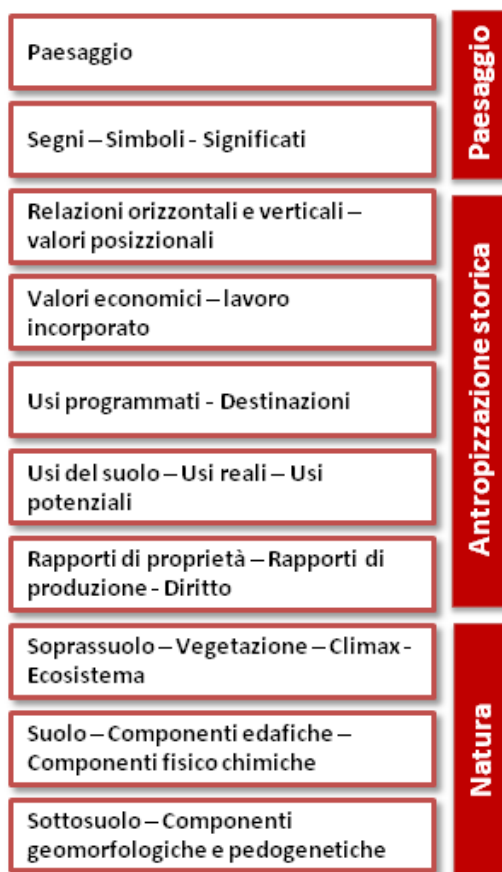 Paesaggio
Segni – Simboli - Significati
Relazioni orizzontali e verticali –
valori posizzionali
Valori economici – lavoro
incorporato
Usi programmati - Destinazioni
Usi del suolo – Usi reali – Usi
potenziali
Rapporti di proprietà – Rapporti di
produzione - Diritto
Soprassuolo – Vegetazione – Climax -
Ecosistema
Suolo – Componenti edafiche –
Componenti fisico chimiche
Sottosuolo – Componenti
geomorfologiche e pedogenetiche
Paesaggio
Antropizzazione storica
Natura